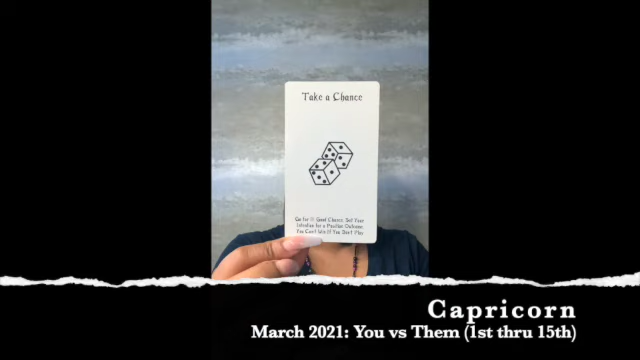 Take a Chance
Go for It! Good Chance. Set Your
Intention for a Positive Outcome.
You Can't Win if You Don't Play
Capricorn
March 2021: You vs Them (1st thru 15th)